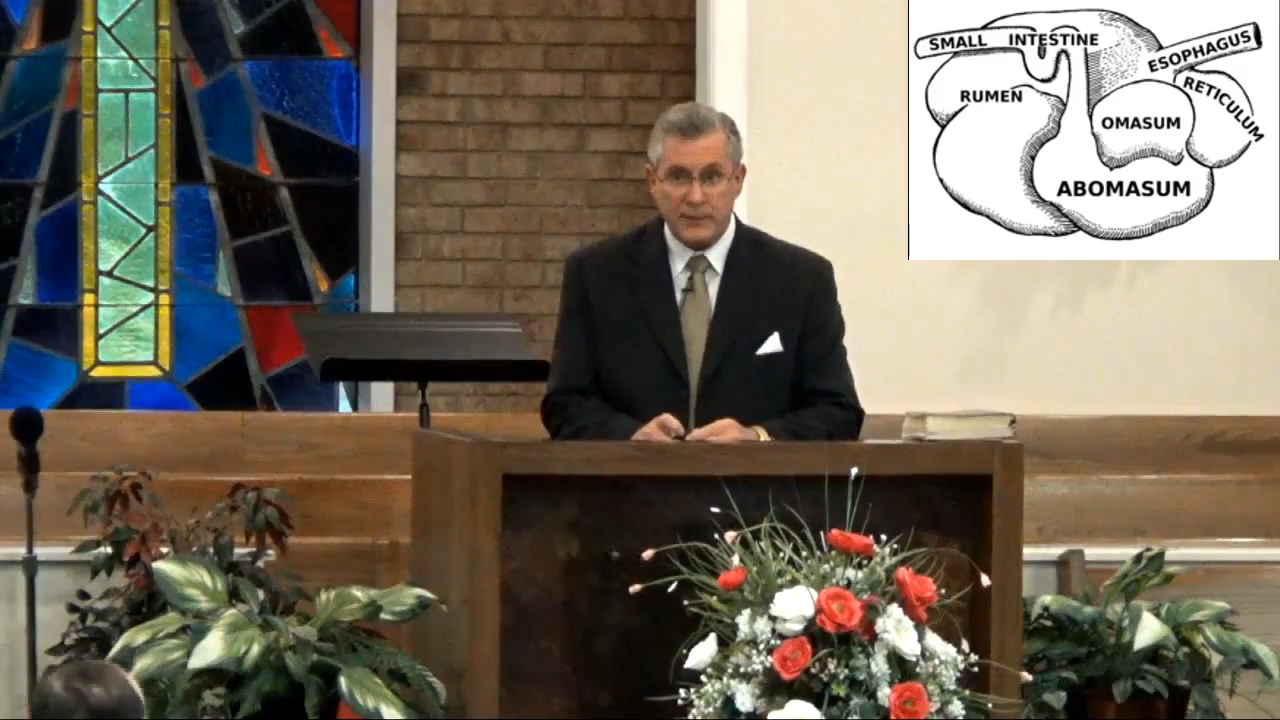 SMALL INTESTINE
ESOPHAGUS
RUMEN
RETICULUM
OMASUM
ABOMASUM